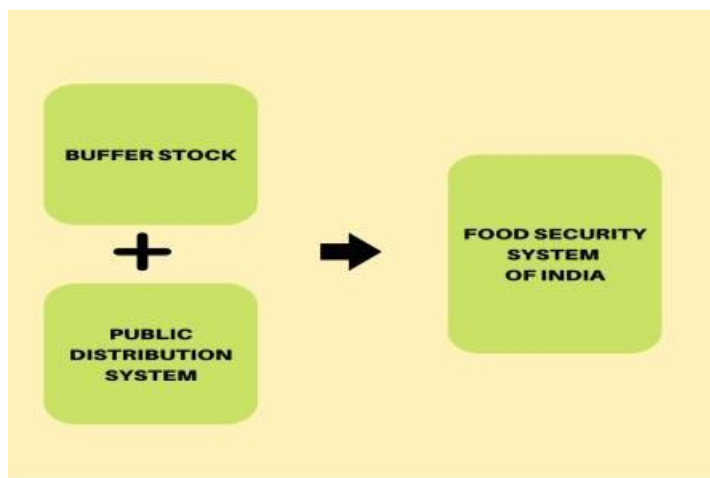 BUFFER STOCK
+
PUBLIC
DISTRIBUTION
SYSTEM
FOOD SECURITY
SYSTEM
OF INDIA